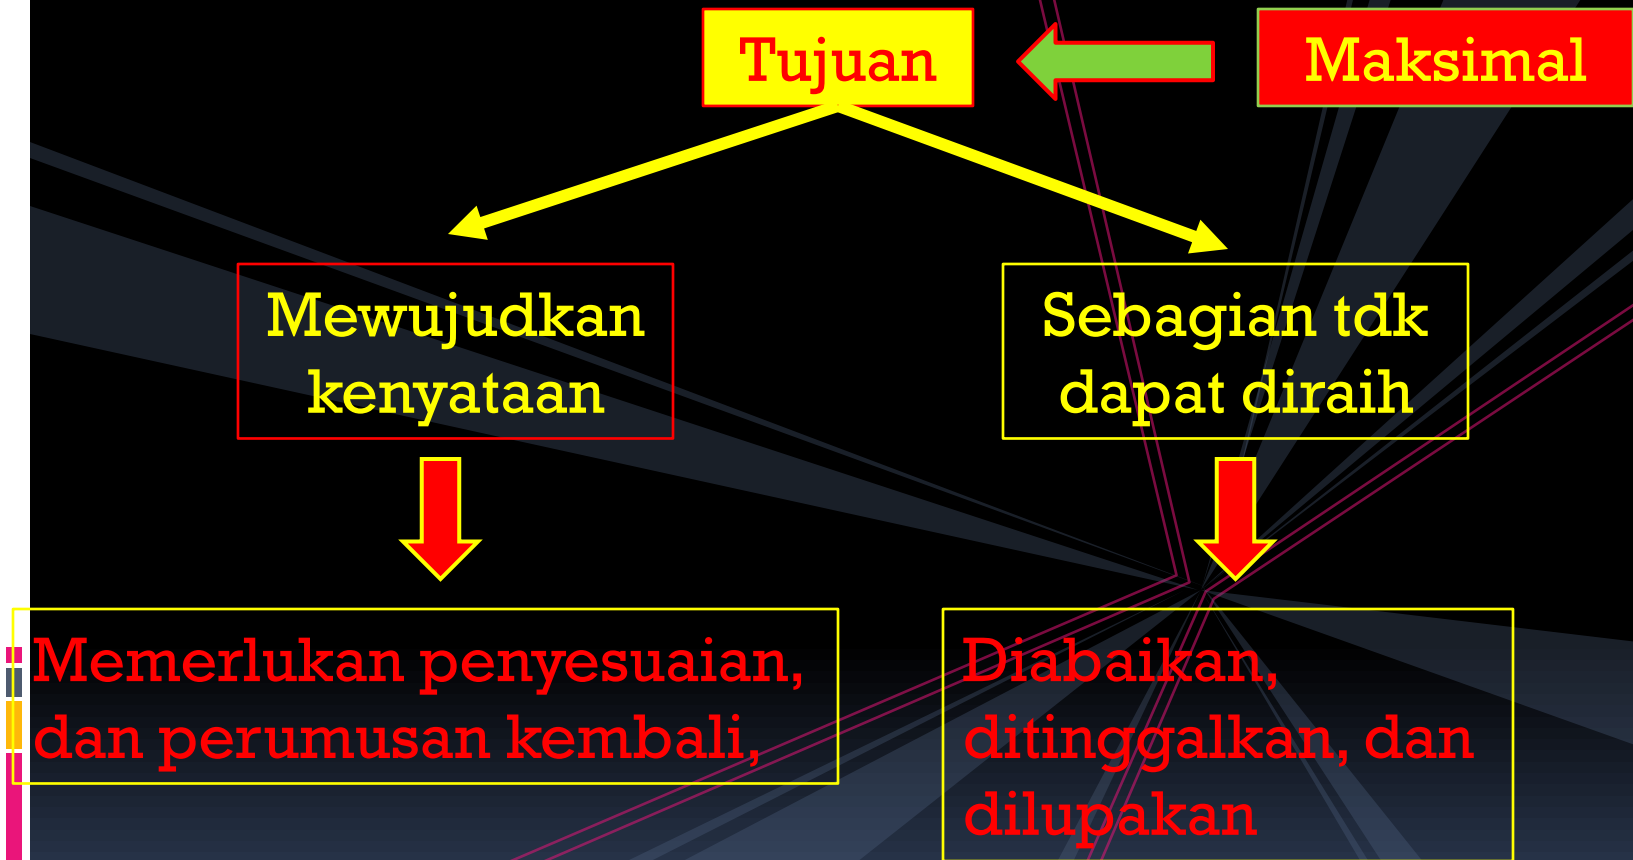 Tujuan
Maksimal
Mewujudkan
kenyataan
Sebagian tdk
dapat diraih
Memerlukan penyesuaian,
dan perumusan kembali,
Diabaikan,
ditinggalkan, dan
dilupakan